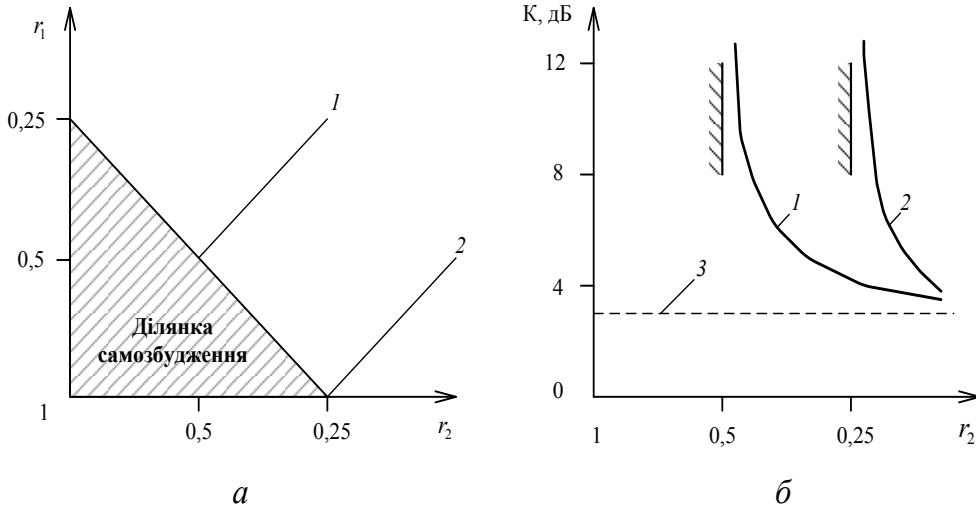 r₁
0,25
0,5
1
0,5
0,25
r₂
1
2
Ділянка
самозбудження
а
К, дБ
12
8
4
0
1
0,5
0,25
r₂
1
2
3
б